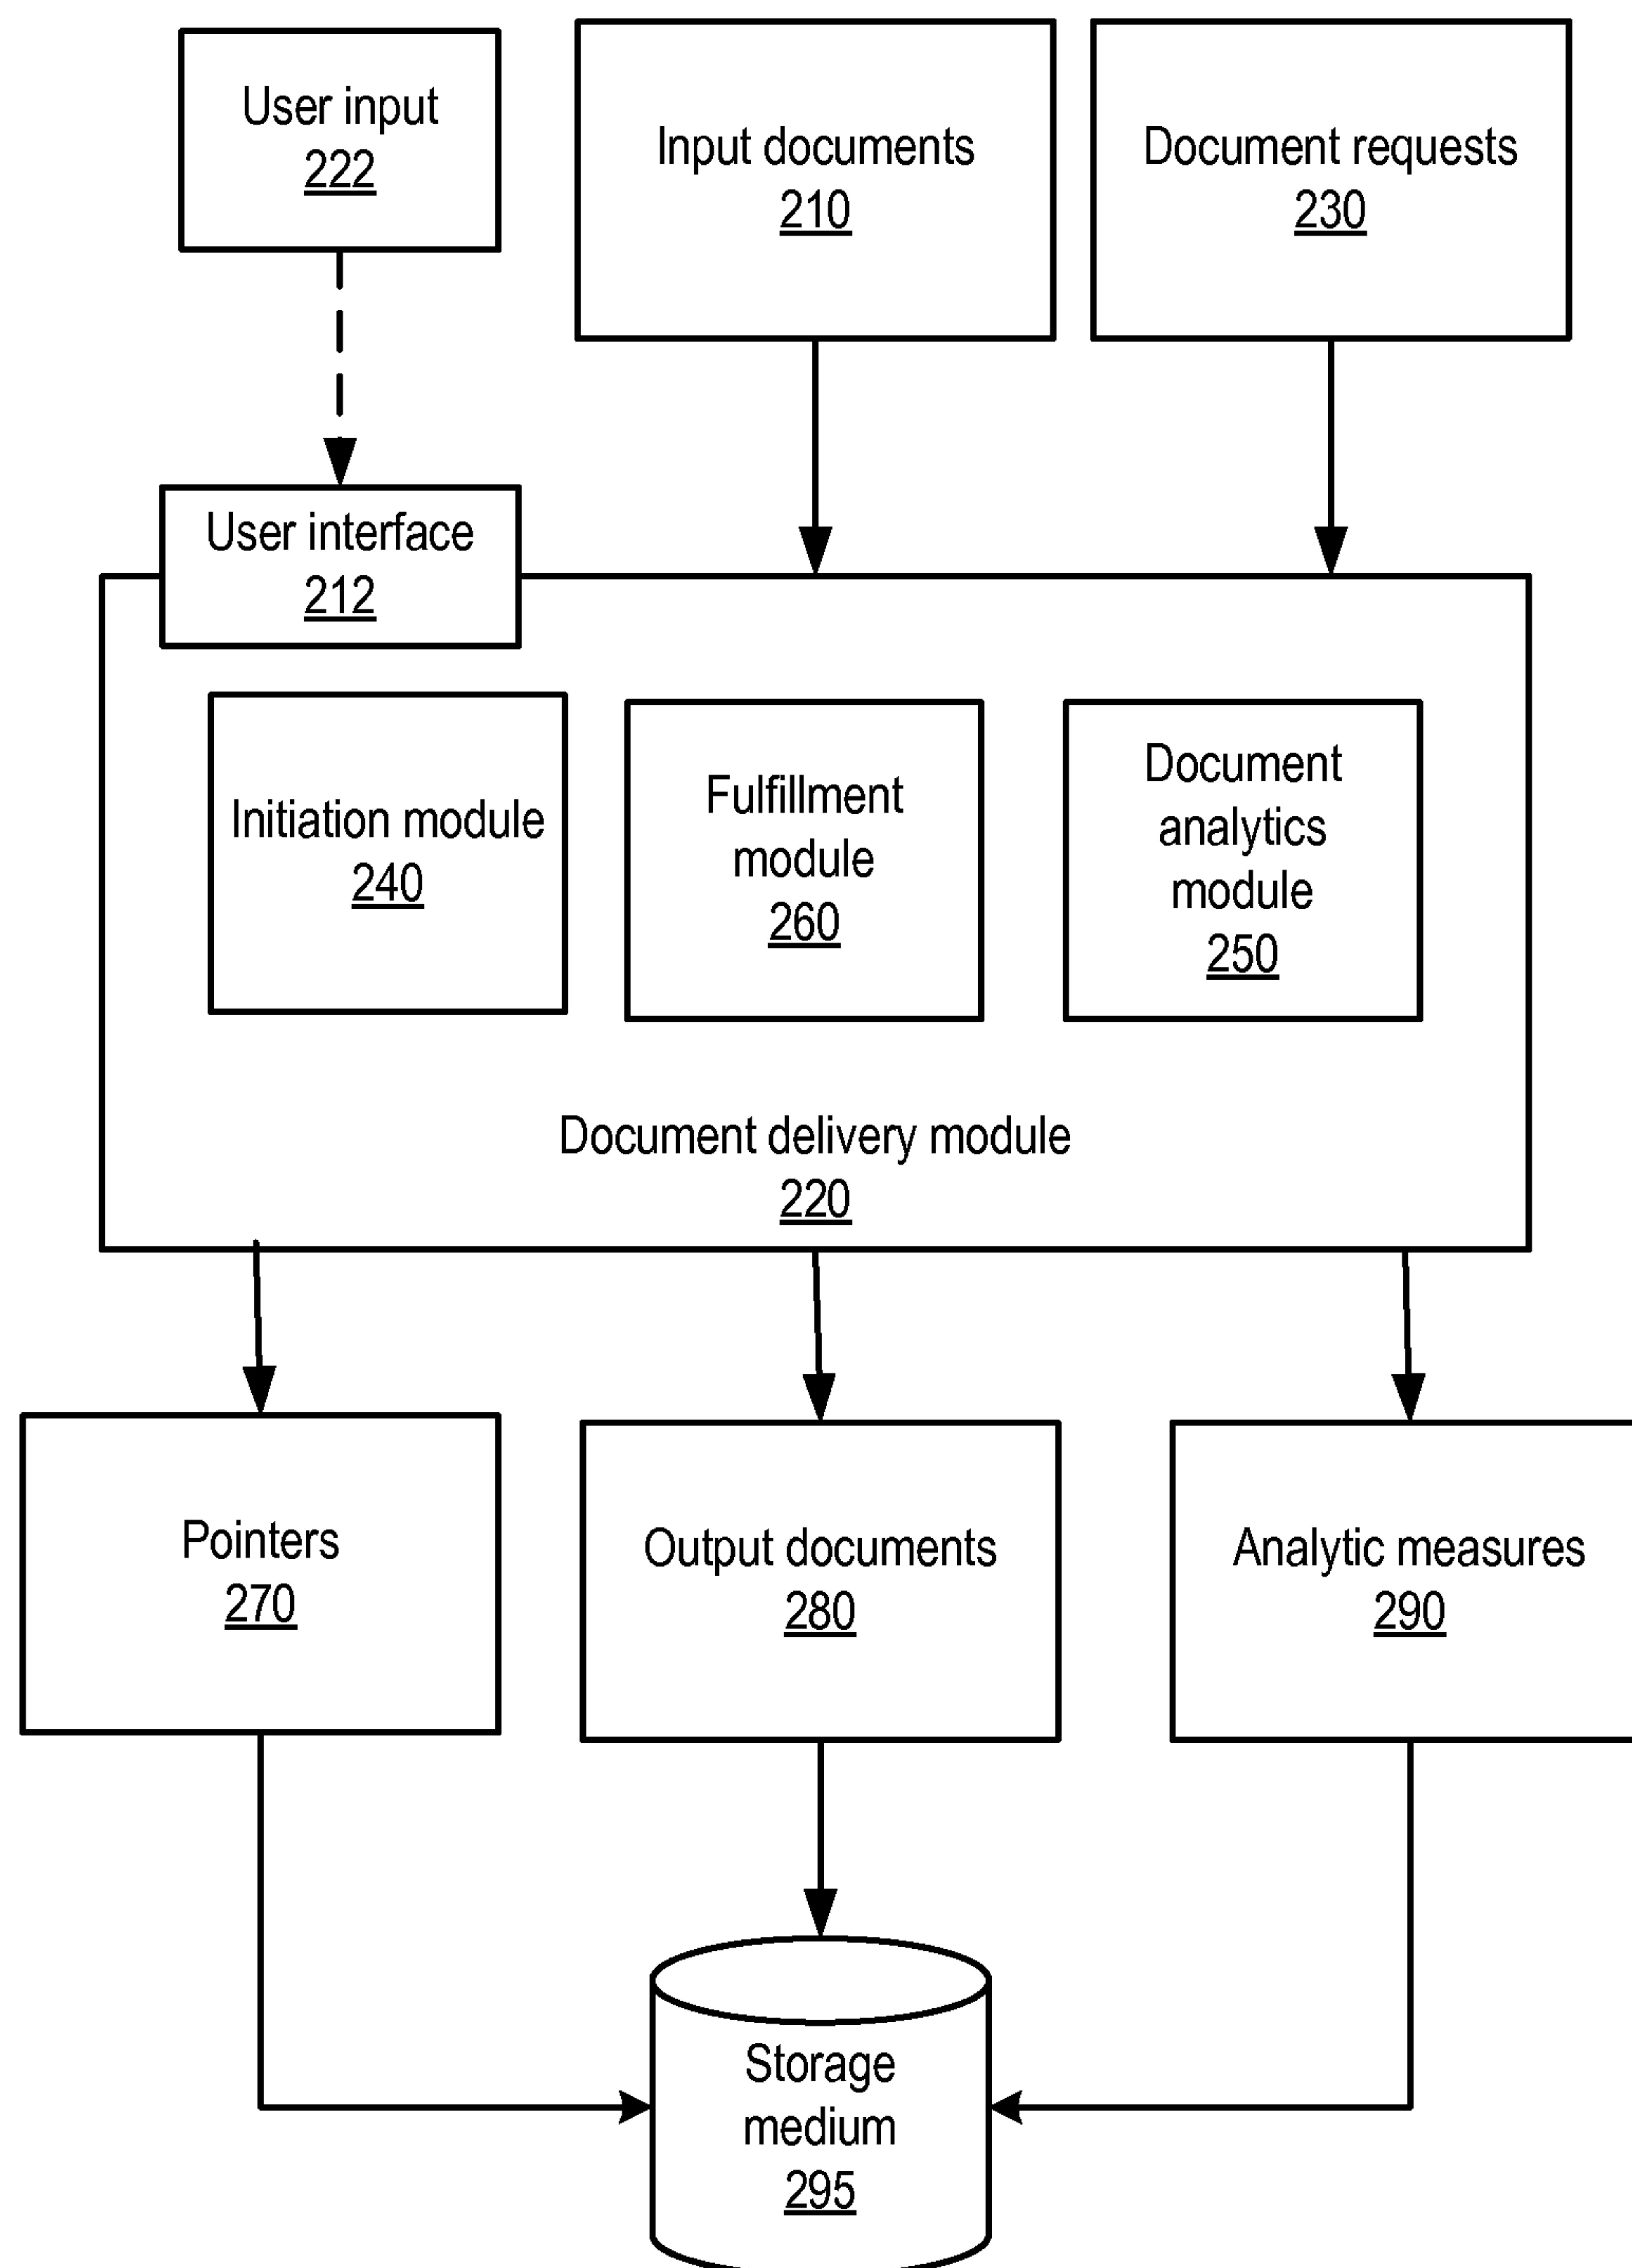 User input
222
Input documents
210
Document requests
230
User interface
212
Initiation module
240
Fulfillment
module
260
Document
analytics
module
250
Document delivery module
220
Pointers
270
Output documents
280
Analytic measures
290
Storage
medium
295